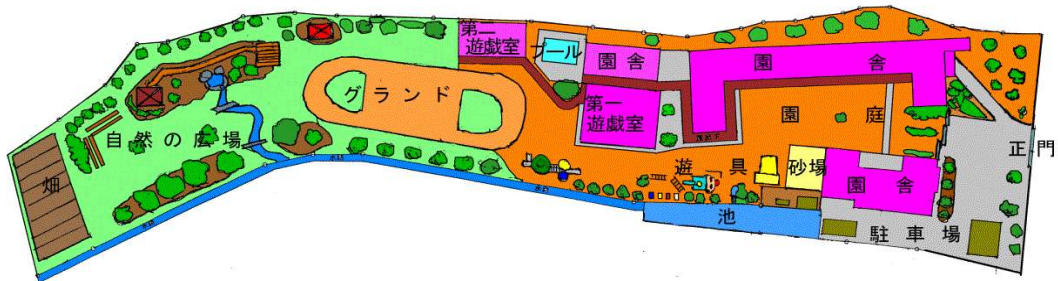 第二
遊戯室
プール
園舎
園舎
グランド
第一
遊戯室
園庭
自然の広場
正門
畑
遊具
砂場
園舎
池
駐車場